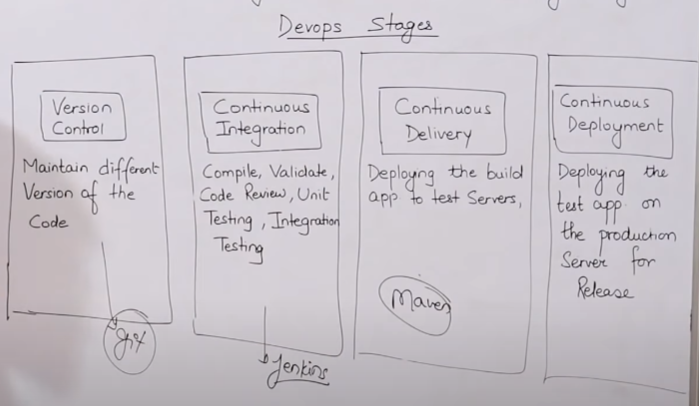 Devops Stages
Version
Control
Maintain different
Version of the
Code
git
Continuous
Integration
Compile, Validate,
Code Review, Unit
Testing, Integration
Testing
Jenkins
Continuous
Delivery
Deploying the build
app to test Servers,
Maven
Continuous
Deployment
Deploying the
test app on
the production
Server for
Release